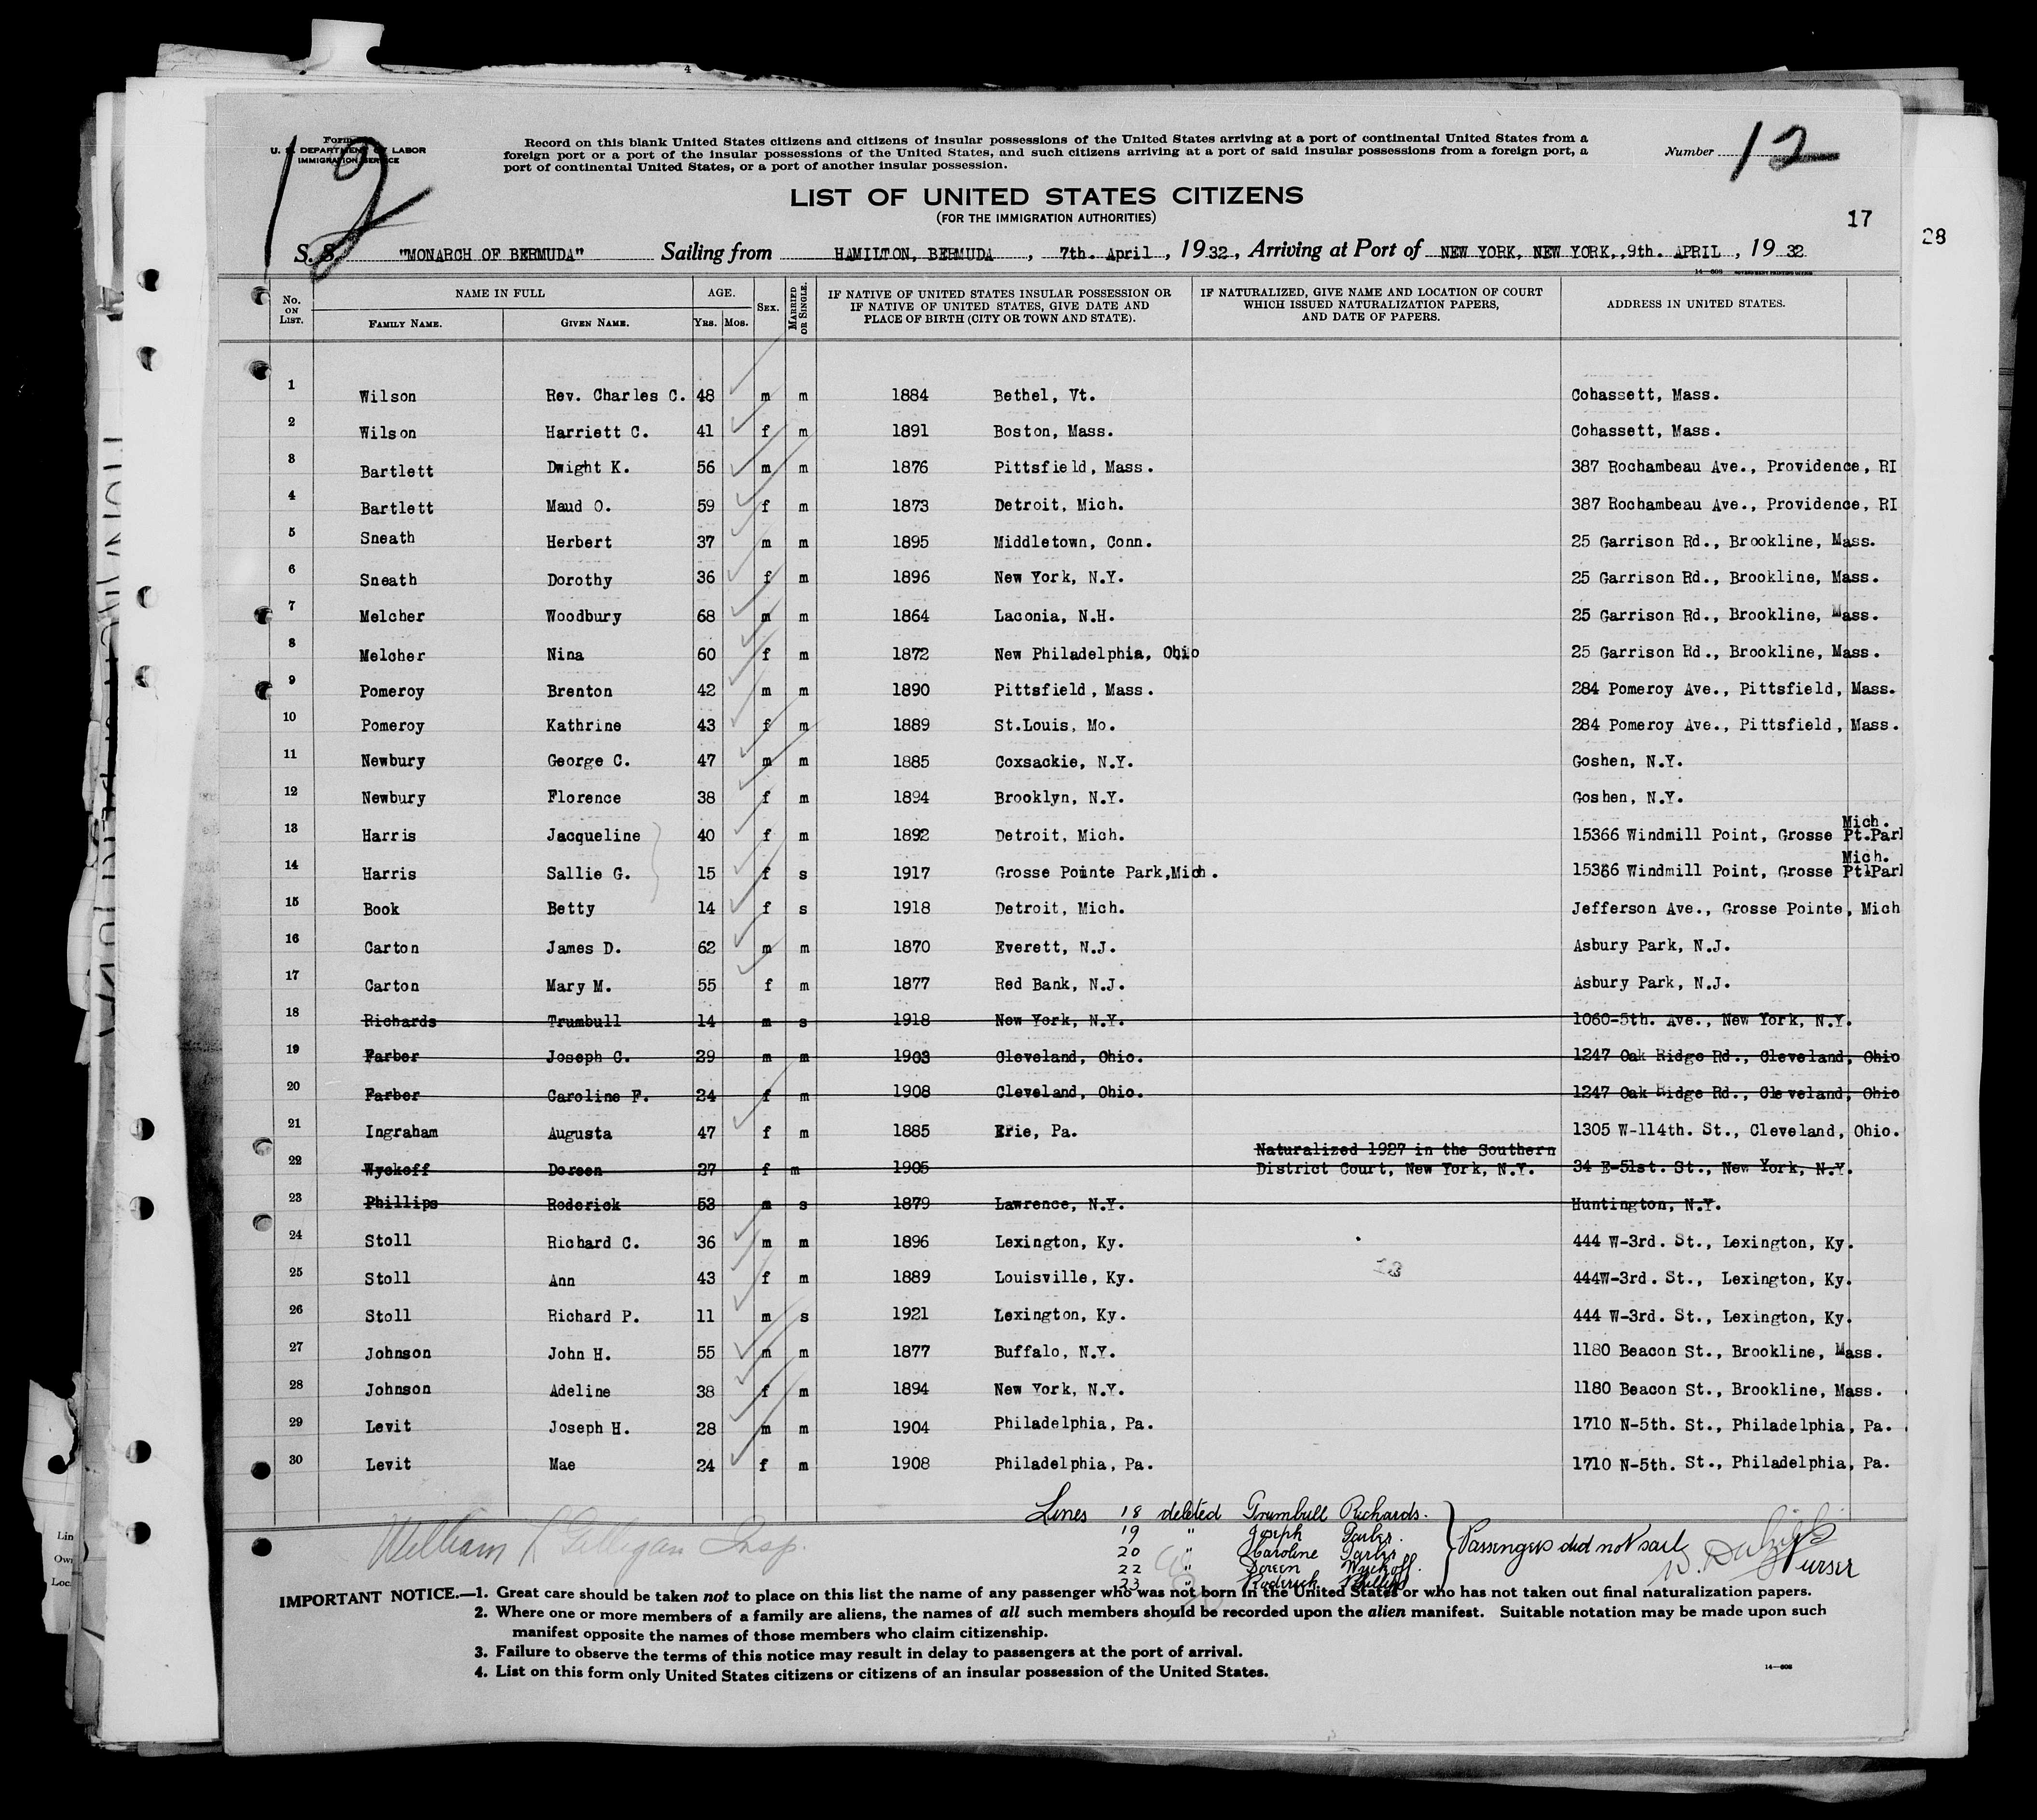 4
Form
U. S. DEPARTMENT OF LABOR
IMMIGRATION SERVICE
12
Record on this blank United States citizens and citizens of insular possessions of the United States arriving at a port of continental United States from a
foreign port or a port of the insular possessions of the United States, and such citizens arriving at a port of said insular possessions from a foreign port, a
port of continental United States, or a port of another insular possession.
Number 12
LIST OF UNITED STATES CITIZENS
(FOR THE IMMIGRATION AUTHORITIES)
17
28
S. S. "MONARCH OF BERMUDA" Sailing from HAMILTON, BERMUDA, 7th. April, 1932, Arriving at Port of NEW YORK, NEW YORK, 9th. APRIL, 1932
14—608 GOVERNMENT PRINTING OFFICE
No. ON LIST. NAME IN FULL FAMILY NAME. GIVEN NAME. AGE. YRS. MOS. SEX. MARRIED OR SINGLE. IF NATIVE OF UNITED STATES INSULAR POSSESSION OR IF NATIVE OF UNITED STATES, GIVE DATE AND PLACE OF BIRTH (CITY OR TOWN AND STATE). IF NATURALIZED, GIVE NAME AND LOCATION OF COURT WHICH ISSUED NATURALIZATION PAPERS, AND DATE OF PAPERS. ADDRESS IN UNITED STATES.
1 Wilson Rev. Charles C. 48 m m 1884 Bethel, Vt. Cohassett, Mass.
2 Wilson Harriett C. 41 f m 1891 Boston, Mass. Cohassett, Mass.
3 Bartlett Dwight K. 56 m m 1876 Pittsfield, Mass. 387 Rochambeau Ave., Providence, RI
4 Bartlett Maud O. 59 f m 1873 Detroit, Mich. 387 Rochambeau Ave., Providence, RI
5 Sneath Herbert 37 m m 1895 Middletown, Conn. 25 Garrison Rd., Brookline, Mass.
6 Sneath Dorothy 36 f m 1896 New York, N.Y. 25 Garrison Rd., Brookline, Mass.
7 Melcher Woodbury 68 m m 1864 Laconia, N.H. 25 Garrison Rd., Brookline, Mass.
8 Melcher Nina 60 f m 1872 New Philadelphia, Ohio 25 Garrison Rd., Brookline, Mass.
9 Pomeroy Brenton 42 m m 1890 Pittsfield, Mass. 284 Pomeroy Ave., Pittsfield, Mass.
10 Pomeroy Kathrine 43 f m 1889 St.Louis, Mo. 284 Pomeroy Ave., Pittsfield, Mass.
11 Newbury George C. 47 m m 1885 Coxsackie, N.Y. Goshen, N.Y.
12 Newbury Florence 38 f m 1894 Brooklyn, N.Y. Goshen, N.Y.
Mich.
13 Harris Jacqueline 40 f m 1892 Detroit, Mich. 15366 Windmill Point, Grosse Pt.Park
Mich.
14 Harris Sallie G. 15 f s 1917 Grosse Pointe Park,Mich. 15366 Windmill Point, Grosse Pt.Park
15 Book Betty 14 f s 1918 Detroit, Mich. Jefferson Ave., Grosse Pointe, Mich
16 Carton James D. 62 m m 1870 Everett, N.J. Asbury Park, N.J.
17 Carton Mary M. 55 f m 1877 Red Bank, N.J. Asbury Park, N.J.
18 Richards Trumbull 14 m s 1918 New York, N.Y. 1060-5th. Ave., New York, N.Y.
19 Farber Joseph C. 29 m m 1903 Cleveland, Ohio. 1247 Oak Ridge Rd., Cleveland, Ohio
20 Farber Caroline F. 24 f m 1908 Cleveland, Ohio. 1247 Oak Ridge Rd., Cleveland, Ohio
21 Ingraham Augusta 47 f m 1885 Erie, Pa. 1305 W-114th. St., Cleveland, Ohio.
Naturalized 1927 in the Southern
22 Wyckoff Doreen 27 f m 1905 District Court, New York, N.Y. 34 E-51st. St., New York, N.Y.
23 Phillips Roderick 53 m s 1879 Lawrence, N.Y. Huntington, N.Y.
24 Stoll Richard C. 36 m m 1896 Lexington, Ky. 444 W-3rd. St., Lexington, Ky.
25 Stoll Ann 43 f m 1889 Louisville, Ky. 444W-3rd. St., Lexington, Ky.
26 Stoll Richard P. 11 m s 1921 Lexington, Ky. 444 W-3rd. St., Lexington, Ky.
27 Johnson John H. 55 m m 1877 Buffalo, N.Y. 1180 Beacon St., Brookline, Mass.
28 Johnson Adeline 38 f m 1894 New York, N.Y. 1180 Beacon St., Brookline, Mass.
29 Levit Joseph H. 28 m m 1904 Philadelphia, Pa. 1710 N-5th. St., Philadelphia, Pa.
30 Levit Mae 24 f m 1908 Philadelphia, Pa. 1710 N-5th. St., Philadelphia, Pa.
Lines 18 deleted Trumbull Richards.
19 " Joseph Farber.
20 " Caroline Farber
22 " Doreen Wyckoff.
23 " Roderick Phillips
Passengers did not sail
Purser
William Gilligan Insp.
IMPORTANT NOTICE.—1. Great care should be taken not to place on this list the name of any passenger who was not born in the United States or who has not taken out final naturalization papers.
2. Where one or more members of a family are aliens, the names of all such members should be recorded upon the alien manifest. Suitable notation may be made upon such
manifest opposite the names of those members who claim citizenship.
3. Failure to observe the terms of this notice may result in delay to passengers at the port of arrival.
4. List on this form only United States citizens or citizens of an insular possession of the United States.
14—608